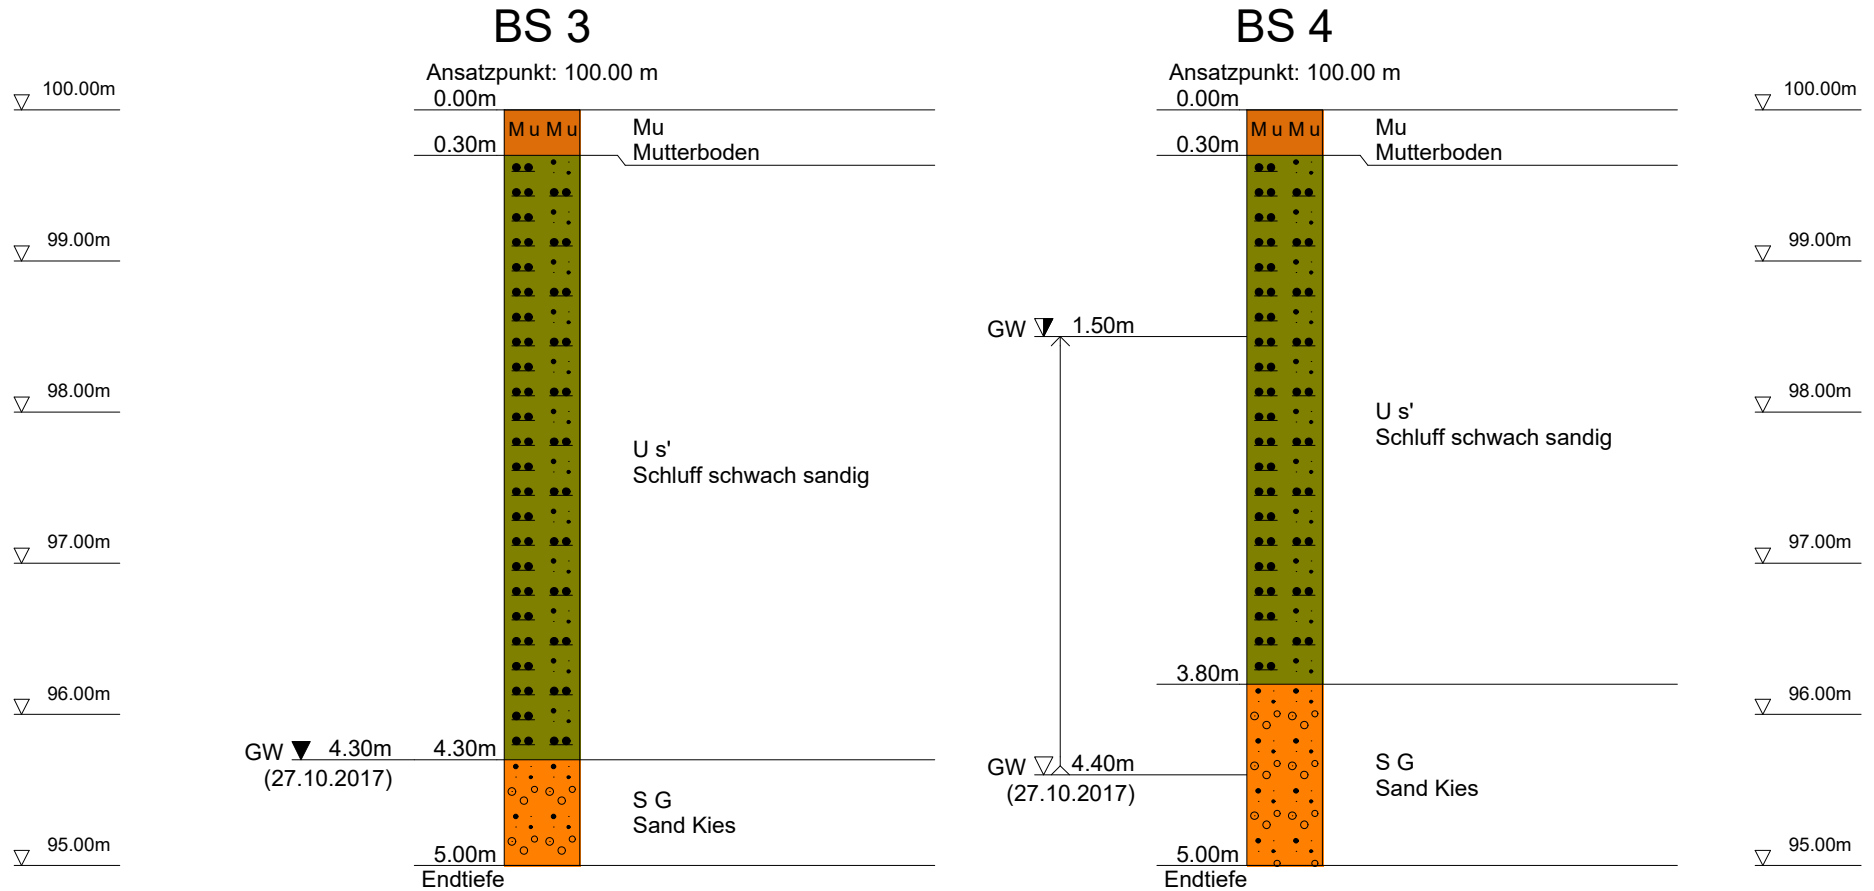 BS 3
Ansatzpunkt: 100.00 m
100.00m
99.00m
98.00m
97.00m
96.00m
95.00m
0.00m
Mu Mu
Mu
Mutterboden
0.30m
U s'
Schluff schwach sandig
GW 4.30m
(27.10.2017)
4.30m
S G
Sand Kies
5.00m
Endtiefe
BS 4
Ansatzpunkt: 100.00 m
0.00m
Mu Mu
Mu
Mutterboden
0.30m
GW 1.50m
U s'
Schluff schwach sandig
3.80m
GW 4.40m
(27.10.2017)
S G
Sand Kies
5.00m
Endtiefe
100.00m
99.00m
98.00m
97.00m
96.00m
95.00m